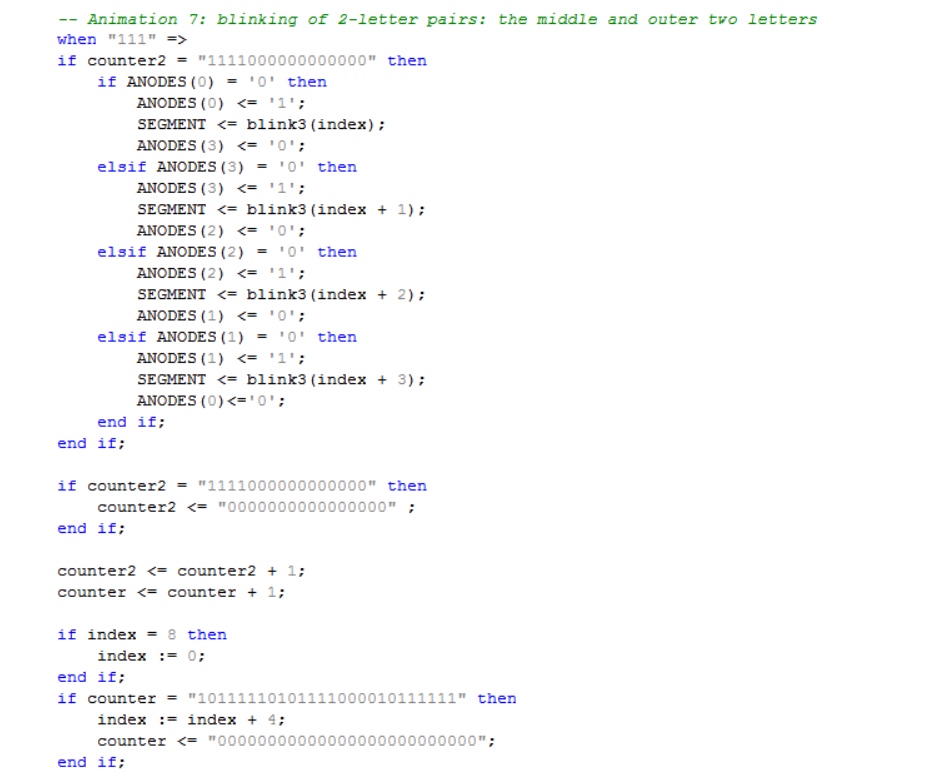 -- Animation 7: blinking of 2-letter pairs: the middle and outer two letters
when "111" =>
if counter2 = "1111000000000000" then
    if ANODES(0) = '0' then
        ANODES(0) <= '1';
        SEGMENT <= blink3(index);
        ANODES(3) <= '0';
    elsif ANODES(3) = '0' then
        ANODES(3) <= '1';
        SEGMENT <= blink3(index + 1);
        ANODES(2) <= '0';
    elsif ANODES(2) = '0' then
        ANODES(2) <= '1';
        SEGMENT <= blink3(index + 2);
        ANODES(1) <= '0';
    elsif ANODES(1) = '0' then
        ANODES(1) <= '1';
        SEGMENT <= blink3(index + 3);
        ANODES(0)<='0';
    end if;
end if;

if counter2 = "1111000000000000" then
    counter2 <= "0000000000000000" ;
end if;

counter2 <= counter2 + 1;
counter <= counter + 1;

if index = 8 then
    index := 0;
end if;
if counter = "10111110101111000010111111" then
    index := index + 4;
    counter <= "00000000000000000000000000";
end if;